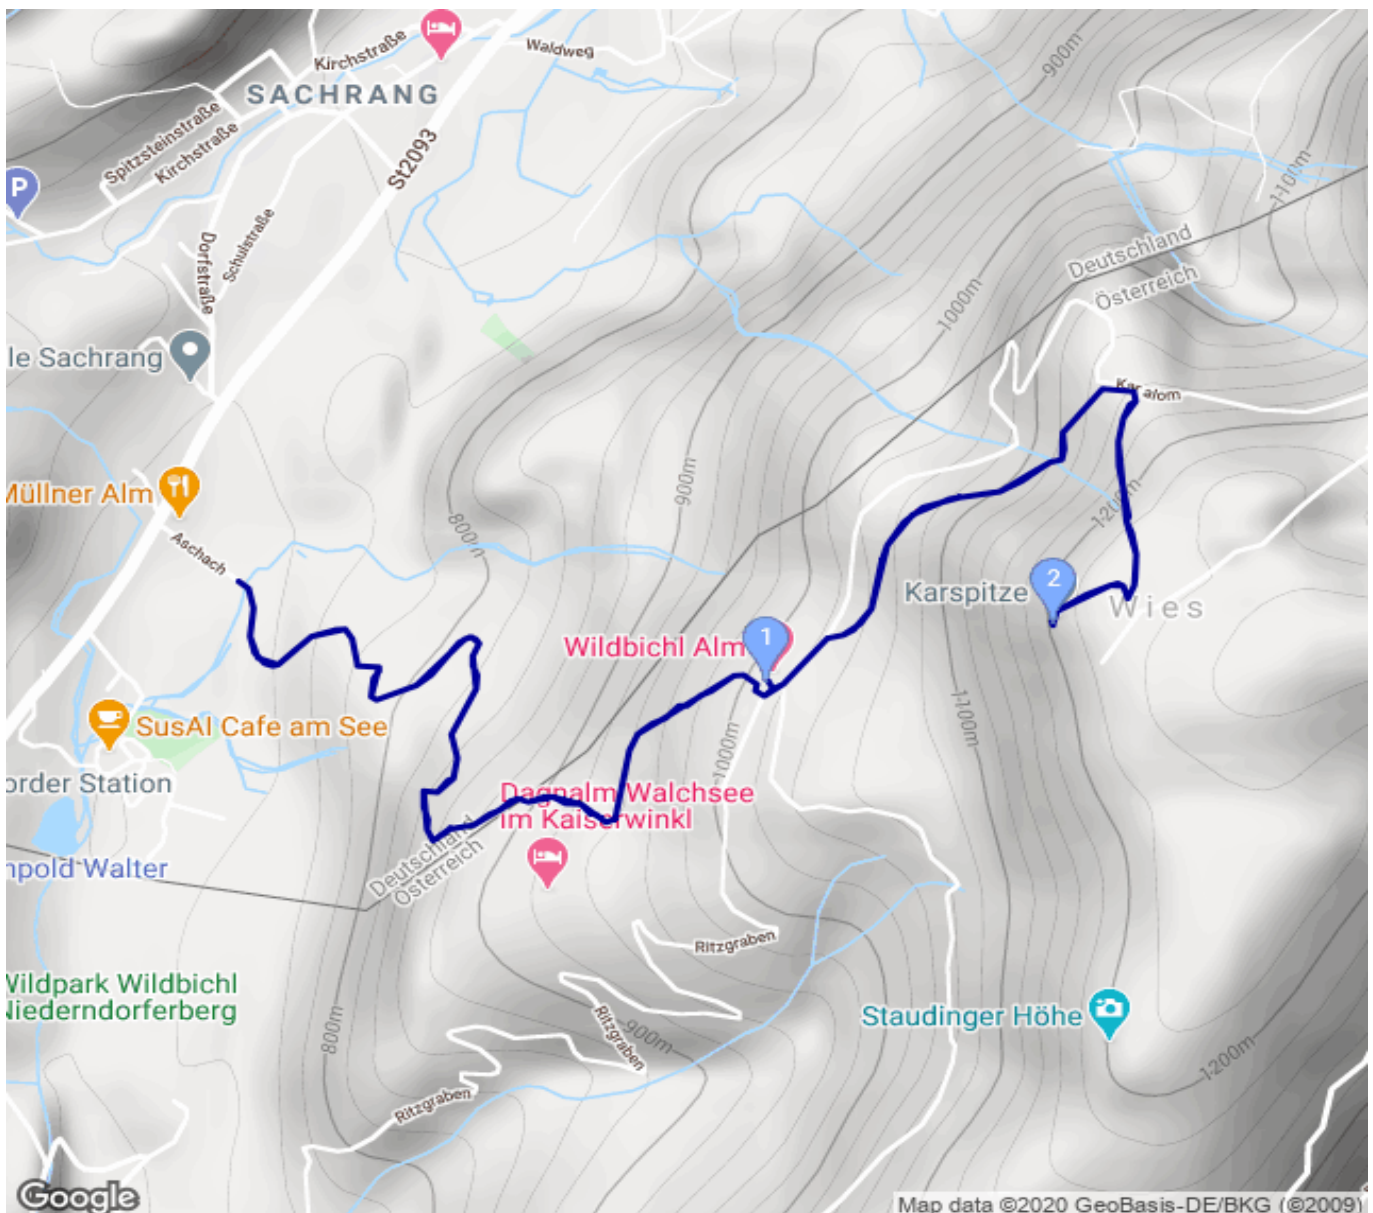 Kirchstraße
Waldweg
SACHRANG
900m
Spitzsteinstraße
Kirchstraße
St2093
P
1100m
Dorfstraße
Schulstraße
Deutschland
Österreich
1000m
le Sachrang
Karalom
Müllner Alm
900m
800m
1200m
Aschach
Karspitze
2
Wies
Wildbichl Alm
1
1100m
SusAl Cafe am See
1000m
order Station
Dagnalm Walchsee
im Kaiserwinkl
Deutschland
Österreich
npold Walter
Ritzgraben
Wildpark Wildbichl
Niederndorferberg
800m
Ritzgraben
900m
Staudinger Höhe
1200m
Ritzgraben
Google
Map data ©2020 GeoBasis-DE/BKG (©2009)